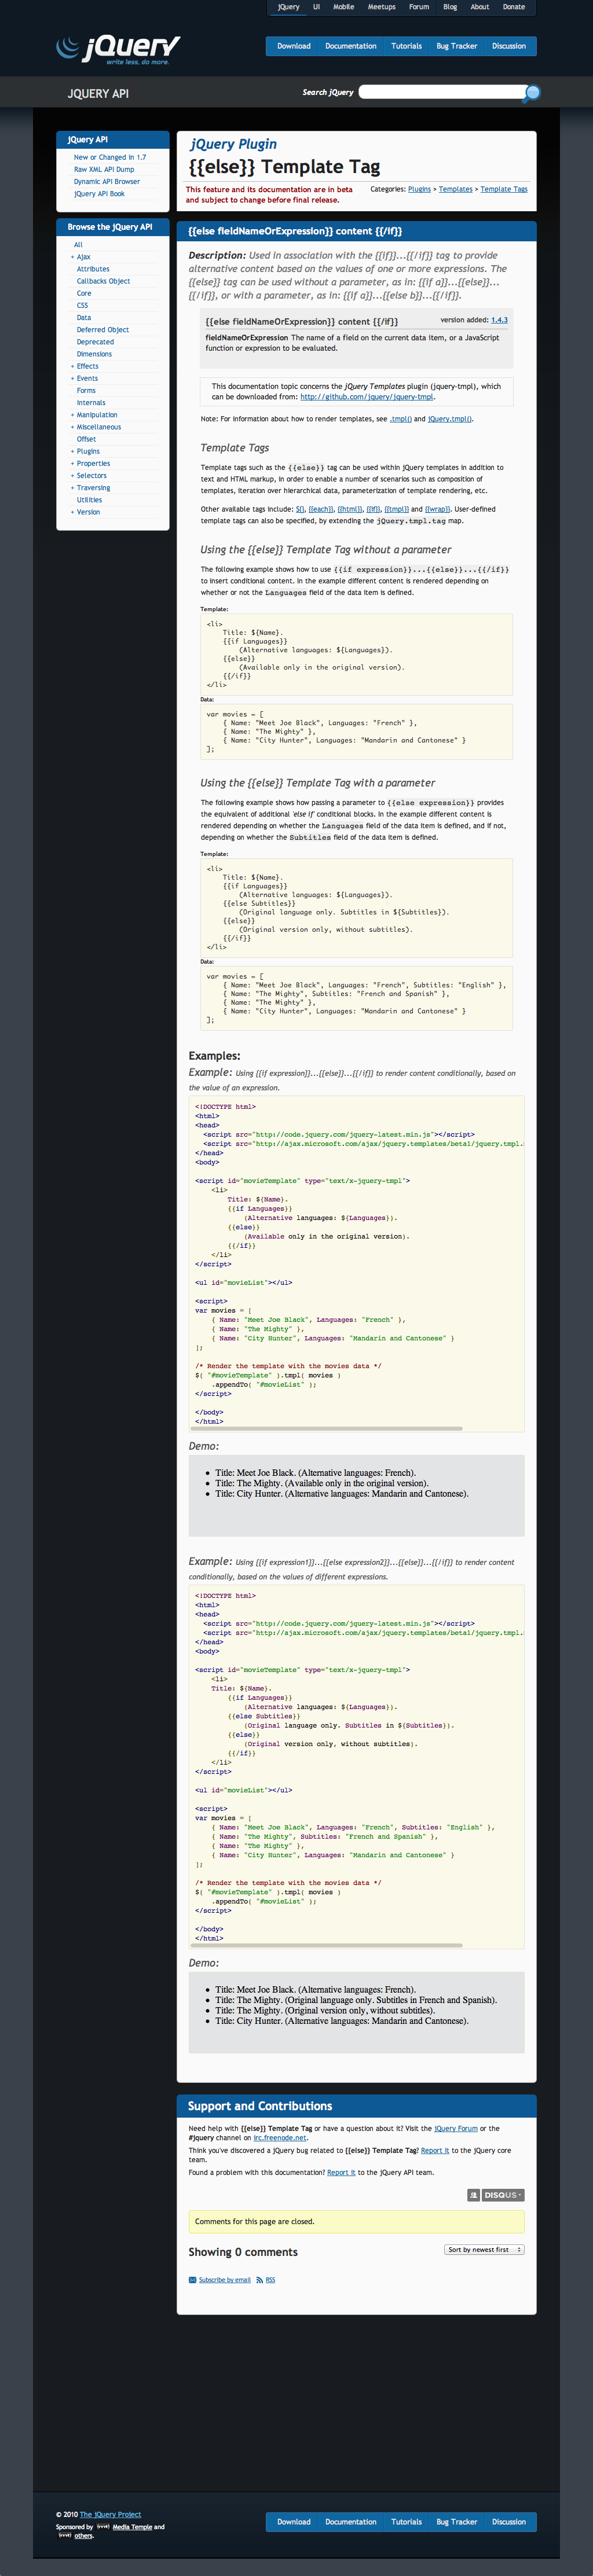 jQuery UI Mobile Meetups Forum Blog About Donate
jQuery
write less, do more.
Download Documentation Tutorials Bug Tracker Discussion
JQUERY API
Search jQuery
jQuery API
New or Changed in 1.7
Raw XML API Dump
Dynamic API Browser
jQuery API Book
Browse the jQuery API
All
+ Ajax
Attributes
Callbacks Object
Core
CSS
Data
Deferred Object
Deprecated
Dimensions
+ Effects
+ Events
Forms
Internals
+ Manipulation
+ Miscellaneous
Offset
+ Plugins
+ Properties
+ Selectors
+ Traversing
Utilities
+ Version
jQuery Plugin
{{else}} Template Tag
This feature and its documentation are in beta
and subject to change before final release.
Categories: Plugins > Templates > Template Tags
{{else fieldNameOrExpression}} content {{/if}}
Description: Used in association with the {{if}}...{{/if}} tag to provide
alternative content based on the values of one or more expressions. The
{{else}} tag can be used without a parameter, as in: {{if a}}...{{else}}...
{{/if}}, or with a parameter, as in: {{if a}}...{{else b}}...{{/if}}.
{{else fieldNameOrExpression}} content {{/if}} version added: 1.4.3
fieldNameOrExpression The name of a field on the current data item, or a JavaScript
function or expression to be evaluated.
This documentation topic concerns the jQuery Templates plugin (jquery-tmpl), which
can be downloaded from: http://github.com/jquery/jquery-tmpl.
Note: For information about how to render templates, see .tmpl() and jQuery.tmpl().
Template Tags
Template tags such as the {{else}} tag can be used within jQuery templates in addition to
text and HTML markup, in order to enable a number of scenarios such as composition of
templates, iteration over hierarchical data, parameterization of template rendering, etc.
Other available tags include: ${}, {{each}}, {{html}}, {{if}}, {{tmpl}} and {{wrap}}. User-defined
template tags can also be specified, by extending the jQuery.tmpl.tag map.
Using the {{else}} Template Tag without a parameter
The following example shows how to use {{if expression}}...{{else}}...{{/if}}
to insert conditional content. In the example different content is rendered depending on
whether or not the Languages field of the data item is defined.
Template:
<li>
Title: ${Name}.
{{if Languages}}
(Alternative languages: ${Languages}).
{{else}}
(Available only in the original version).
{{/if}}
</li>
Data:
var movies = [
{ Name: "Meet Joe Black", Languages: "French" },
{ Name: "The Mighty" },
{ Name: "City Hunter", Languages: "Mandarin and Cantonese" }
];
Using the {{else}} Template Tag with a parameter
The following example shows how passing a parameter to {{else expression}} provides
the equivalent of additional 'else if' conditional blocks. In the example different content is
rendered depending on whether the Languages field of the data item is defined, and if not,
depending on whether the Subtitles field of the data item is defined.
Template:
<li>
Title: ${Name}.
{{if Languages}}
(Alternative languages: ${Languages}).
{{else Subtitles}}
(Original language only. Subtitles in ${Subtitles}).
{{else}}
(Original version only, without subtitles).
{{/if}}
</li>
Data:
var movies = [
{ Name: "Meet Joe Black", Languages: "French", Subtitles: "English" },
{ Name: "The Mighty", Subtitles: "French and Spanish" },
{ Name: "The Mighty" },
{ Name: "City Hunter", Languages: "Mandarin and Cantonese" }
];
Examples:
Example: Using {{if expression}}...{{else}}...{{/if}} to render content conditionally, based on
the value of an expression.
<!DOCTYPE html>
<html>
<head>
<script src="http://code.jquery.com/jquery-latest.min.js"></script>
<script src="http://ajax.microsoft.com/ajax/jquery.templates/beta1/jquery.tmpl.
</head>
<body>
<script id="movieTemplate" type="text/x-jquery-tmpl">
<li>
Title: ${Name}.
{{if Languages}}
(Alternative languages: ${Languages}).
{{else}}
(Available only in the original version).
{{/if}}
</li>
</script>
<ul id="movieList"></ul>
<script>
var movies = [
{ Name: "Meet Joe Black", Languages: "French" },
{ Name: "The Mighty" },
{ Name: "City Hunter", Languages: "Mandarin and Cantonese" }
];
/* Render the template with the movies data */
$( "#movieTemplate" ).tmpl( movies )
.appendTo( "#movieList" );
</script>
</body>
</html>
Demo:
• Title: Meet Joe Black. (Alternative languages: French).
• Title: The Mighty. (Available only in the original version).
• Title: City Hunter. (Alternative languages: Mandarin and Cantonese).
Example: Using {{if expression1}}...{{else expression2}}...{{else}}...{{/if}} to render content
conditionally, based on the values of different expressions.
<!DOCTYPE html>
<html>
<head>
<script src="http://code.jquery.com/jquery-latest.min.js"></script>
<script src="http://ajax.microsoft.com/ajax/jquery.templates/beta1/jquery.tmpl.
</head>
<body>
<script id="movieTemplate" type="text/x-jquery-tmpl">
<li>
Title: ${Name}.
{{if Languages}}
(Alternative languages: ${Languages}).
{{else Subtitles}}
(Original language only. Subtitles in ${Subtitles}).
{{else}}
(Original version only, without subtitles).
{{/if}}
</li>
</script>
<ul id="movieList"></ul>
<script>
var movies = [
{ Name: "Meet Joe Black", Languages: "French", Subtitles: "English" },
{ Name: "The Mighty", Subtitles: "French and Spanish" },
{ Name: "The Mighty" },
{ Name: "City Hunter", Languages: "Mandarin and Cantonese" }
];
/* Render the template with the movies data */
$( "#movieTemplate" ).tmpl( movies )
.appendTo( "#movieList" );
</script>
</body>
</html>
Demo:
• Title: Meet Joe Black. (Alternative languages: French).
• Title: The Mighty. (Original language only. Subtitles in French and Spanish).
• Title: The Mighty. (Original version only, without subtitles).
• Title: City Hunter. (Alternative languages: Mandarin and Cantonese).
Support and Contributions
Need help with {{else}} Template Tag or have a question about it? Visit the jQuery Forum or the
#jquery channel on irc.freenode.net.
Think you've discovered a jQuery bug related to {{else}} Template Tag? Report it to the jQuery core
team.
Found a problem with this documentation? Report it to the jQuery API team.
DISQUS
Comments for this page are closed.
Showing 0 comments
Sort by newest first
Subscribe by email RSS
© 2010 The jQuery Project
Sponsored by Media Temple and
others.
Download Documentation Tutorials Bug Tracker Discussion